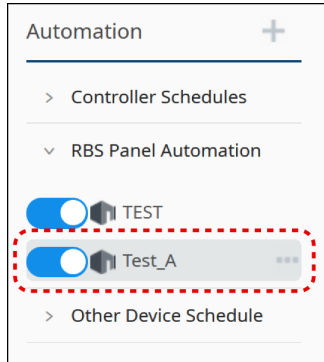 Automation
Controller Schedules
RBS Panel Automation
TEST
Test_A
Other Device Schedule